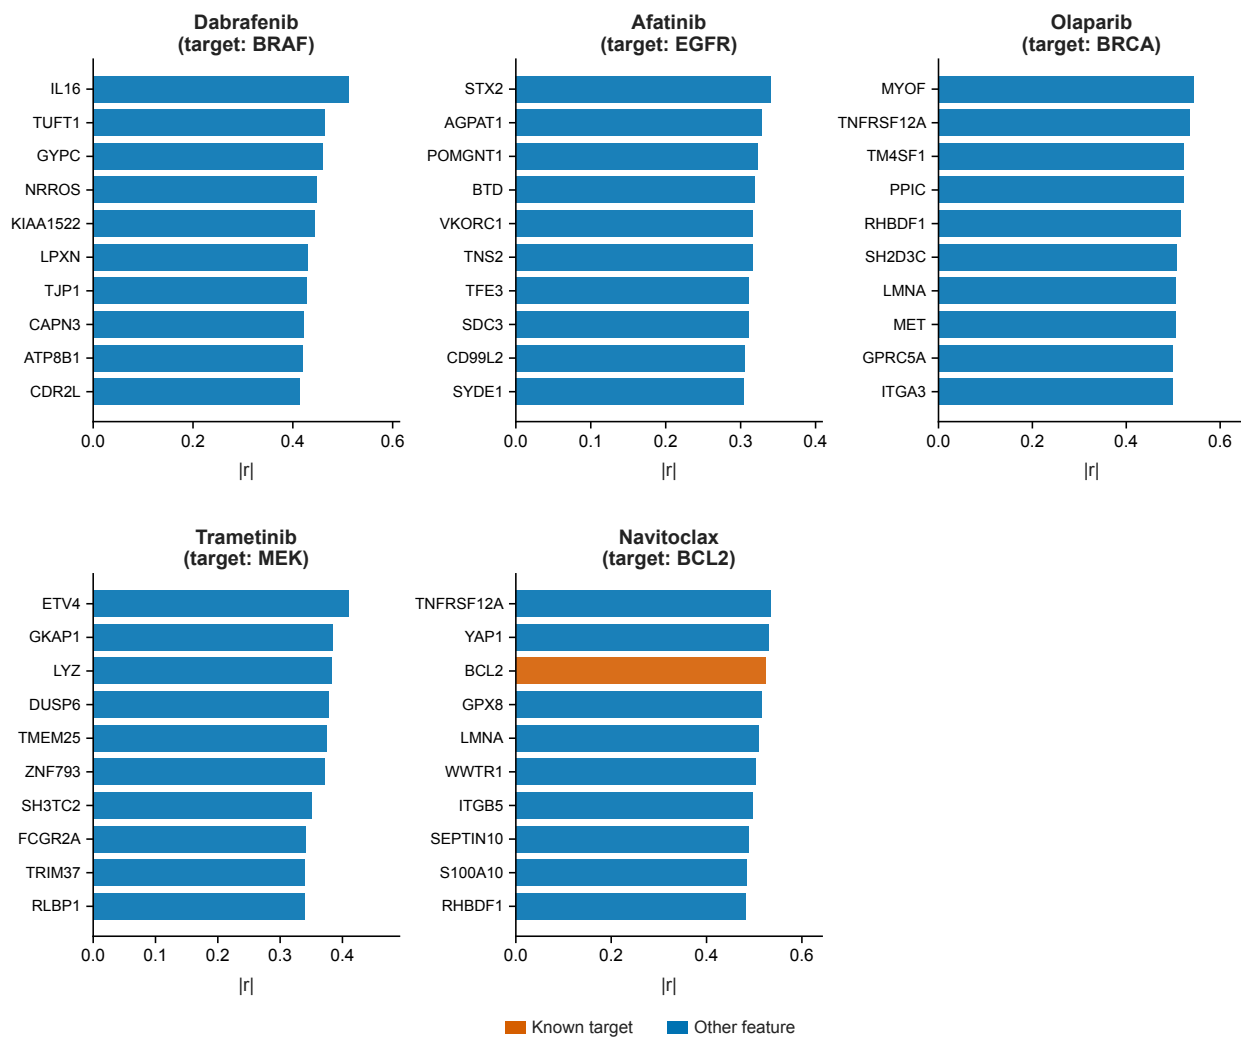 Dabrafenib
(target: BRAF)
IL16
TUFT1
GYPC
NRROS
KIAA1522
LPXN
TJP1
CAPN3
ATP8B1
CDR2L
0.0 0.2 0.4 0.6
|r|
Afatinib
(target: EGFR)
STX2
AGPAT1
POMGNT1
BTD
VKORC1
TNS2
TFE3
SDC3
CD99L2
SYDE1
0.0 0.1 0.2 0.3 0.4
|r|
Olaparib
(target: BRCA)
MYOF
TNFRSF12A
TM4SF1
PPIC
RHBDF1
SH2D3C
LMNA
MET
GPRC5A
ITGA3
0.0 0.2 0.4 0.6
|r|
Trametinib
(target: MEK)
ETV4
GKAP1
LYZ
DUSP6
TMEM25
ZNF793
SH3TC2
FCGR2A
TRIM37
RLBP1
0.0 0.1 0.2 0.3 0.4
|r|
Navitoclax
(target: BCL2)
TNFRSF12A
YAP1
BCL2
GPX8
LMNA
WWTR1
ITGB5
SEPTIN10
S100A10
RHBDF1
0.0 0.2 0.4 0.6
|r|
Known target Other feature